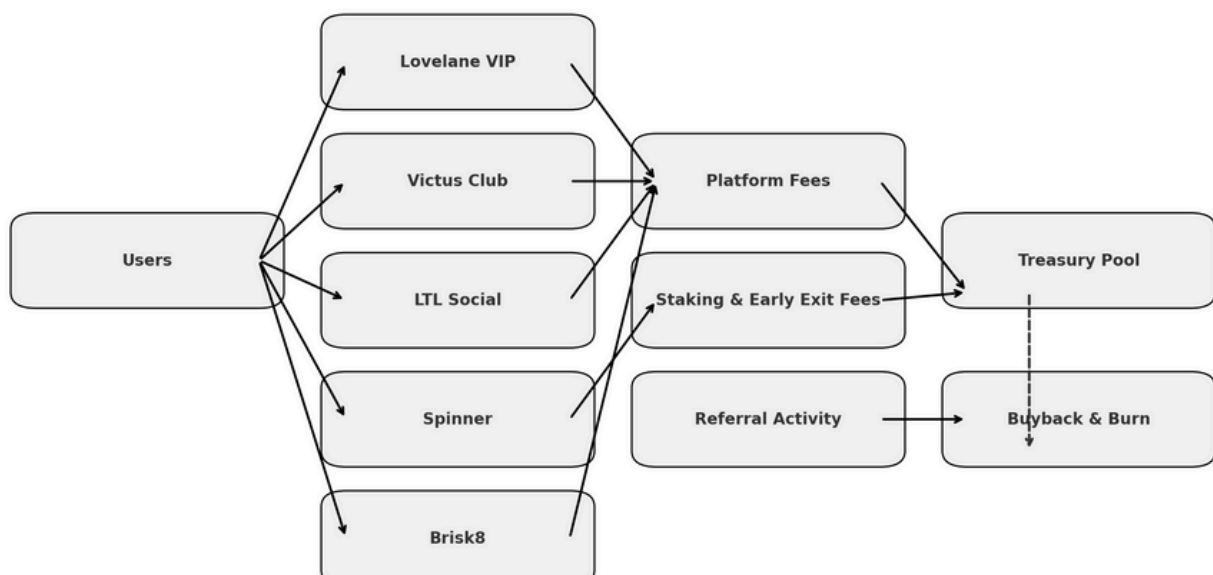 Lovelane VIP
Victus Club
Platform Fees
Users
Treasury Pool
LTL Social
Staking & Early Exit Fees
Spinner
Referral Activity
Buyback & Burn
Brisk8